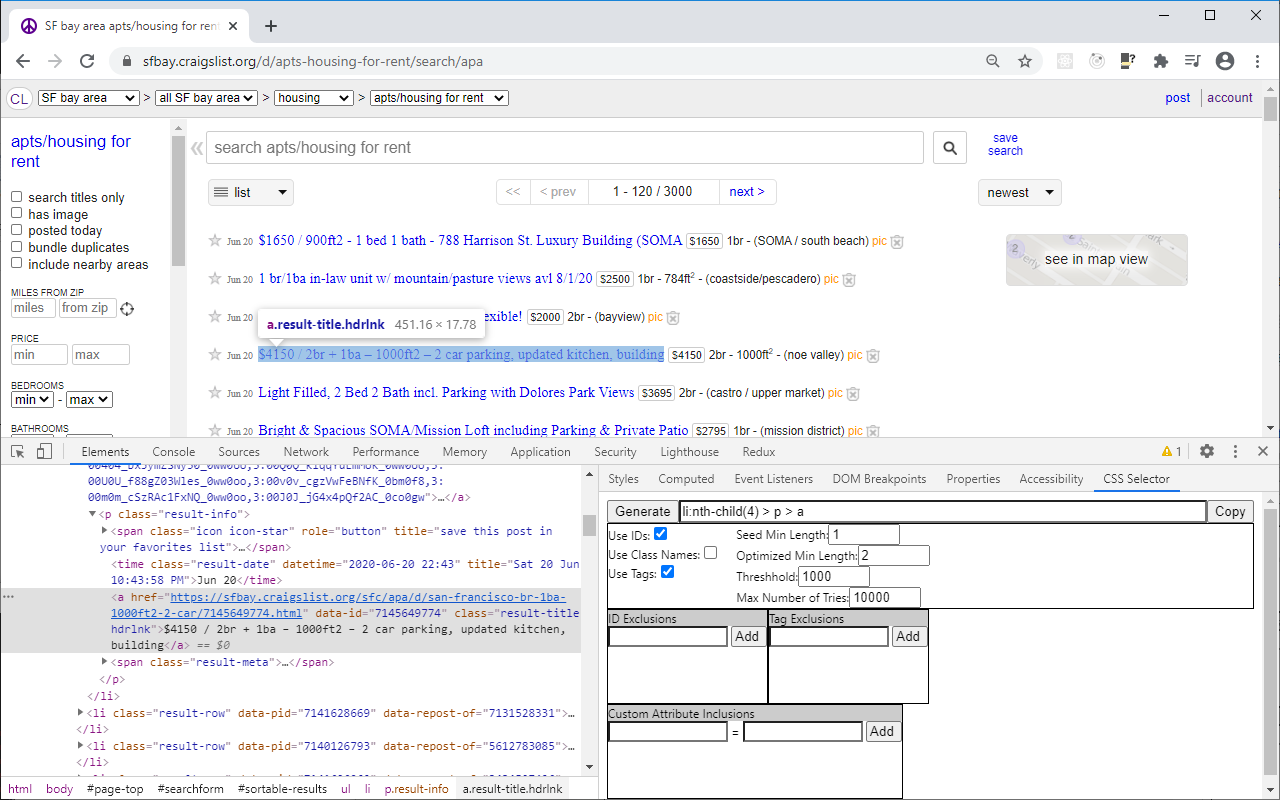 SF bay area apts/housing for rent
sfbay.craigslist.org/d/apts-housing-for-rent/search/apa
CL SF bay area > all SF bay area > housing > apts/housing for rent post account
apts/housing for rent
search titles only
has image
posted today
bundle duplicates
include nearby areas
MILES FROM ZIP
miles from zip
PRICE
min max
BEDROOMS
min - max
BATHROOMS
search apts/housing for rent
save search
list << < prev 1 - 120 / 3000 next > newest
Jun 20 $1650 / 900ft2 - 1 bed 1 bath - 788 Harrison St. Luxury Building (SOMA $1650 1br - (SOMA / south beach) pic
Jun 20 1 br/1ba in-law unit w/ mountain/pasture views avl 8/1/20 $2500 1br - 784ft2 - (coastside/pescadero) pic
Jun 20 exible! $2000 2br - (bayview) pic
a.result-title.hdrlnk 451.16 × 17.78
Jun 20 $4150 / 2br + 1ba – 1000ft2 – 2 car parking, updated kitchen, building $4150 2br - 1000ft2 - (noe valley) pic
Jun 20 Light Filled, 2 Bed 2 Bath incl. Parking with Dolores Park Views $3695 2br - (castro / upper market) pic
Jun 20 Bright & Spacious SOMA/Mission Loft including Parking & Private Patio $2795 1br - (mission district) pic
2
see in map view
Elements Console Sources Network Performance Memory Application Security Lighthouse Redux 1
00U0U_f88gZ03Wles_0ww0oo,3:00v0v_cgzVwFeBNfK_0bm0f8,3:
00m0m_cSzRAc1FxNQ_0ww0oo,3:00J0J_jG4x4pQf2AC_0co0gw">…</a>
<p class="result-info">
<span class="icon icon-star" role="button" title="save this post in
your favorites list">…</span>
<time class="result-date" datetime="2020-06-20 22:43" title="Sat 20 Jun
10:43:58 PM">Jun 20</time>
<a href="https://sfbay.craigslist.org/sfc/apa/d/san-francisco-br-1ba-
1000ft2-2-car/7145649774.html" data-id="7145649774" class="result-title
hdrlnk">$4150 / 2br + 1ba – 1000ft2 – 2 car parking, updated kitchen,
building</a> == $0
<span class="result-meta">…</span>
</p>
</li>
<li class="result-row" data-pid="7141628669" data-repost-of="7131528331">…
</li>
<li class="result-row" data-pid="7140126793" data-repost-of="5612783085">…
</li>
html body #page-top #searchform #sortable-results ul li p.result-info a.result-title.hdrlnk
Styles Computed Event Listeners DOM Breakpoints Properties Accessibility CSS Selector
Generate li:nth-child(4) > p > a Copy
Use IDs:
Use Class Names:
Use Tags:
Seed Min Length: 1
Optimized Min Length: 2
Threshhold: 1000
Max Number of Tries: 10000
ID Exclusions Tag Exclusions
Add Add
Custom Attribute Inclusions
= Add